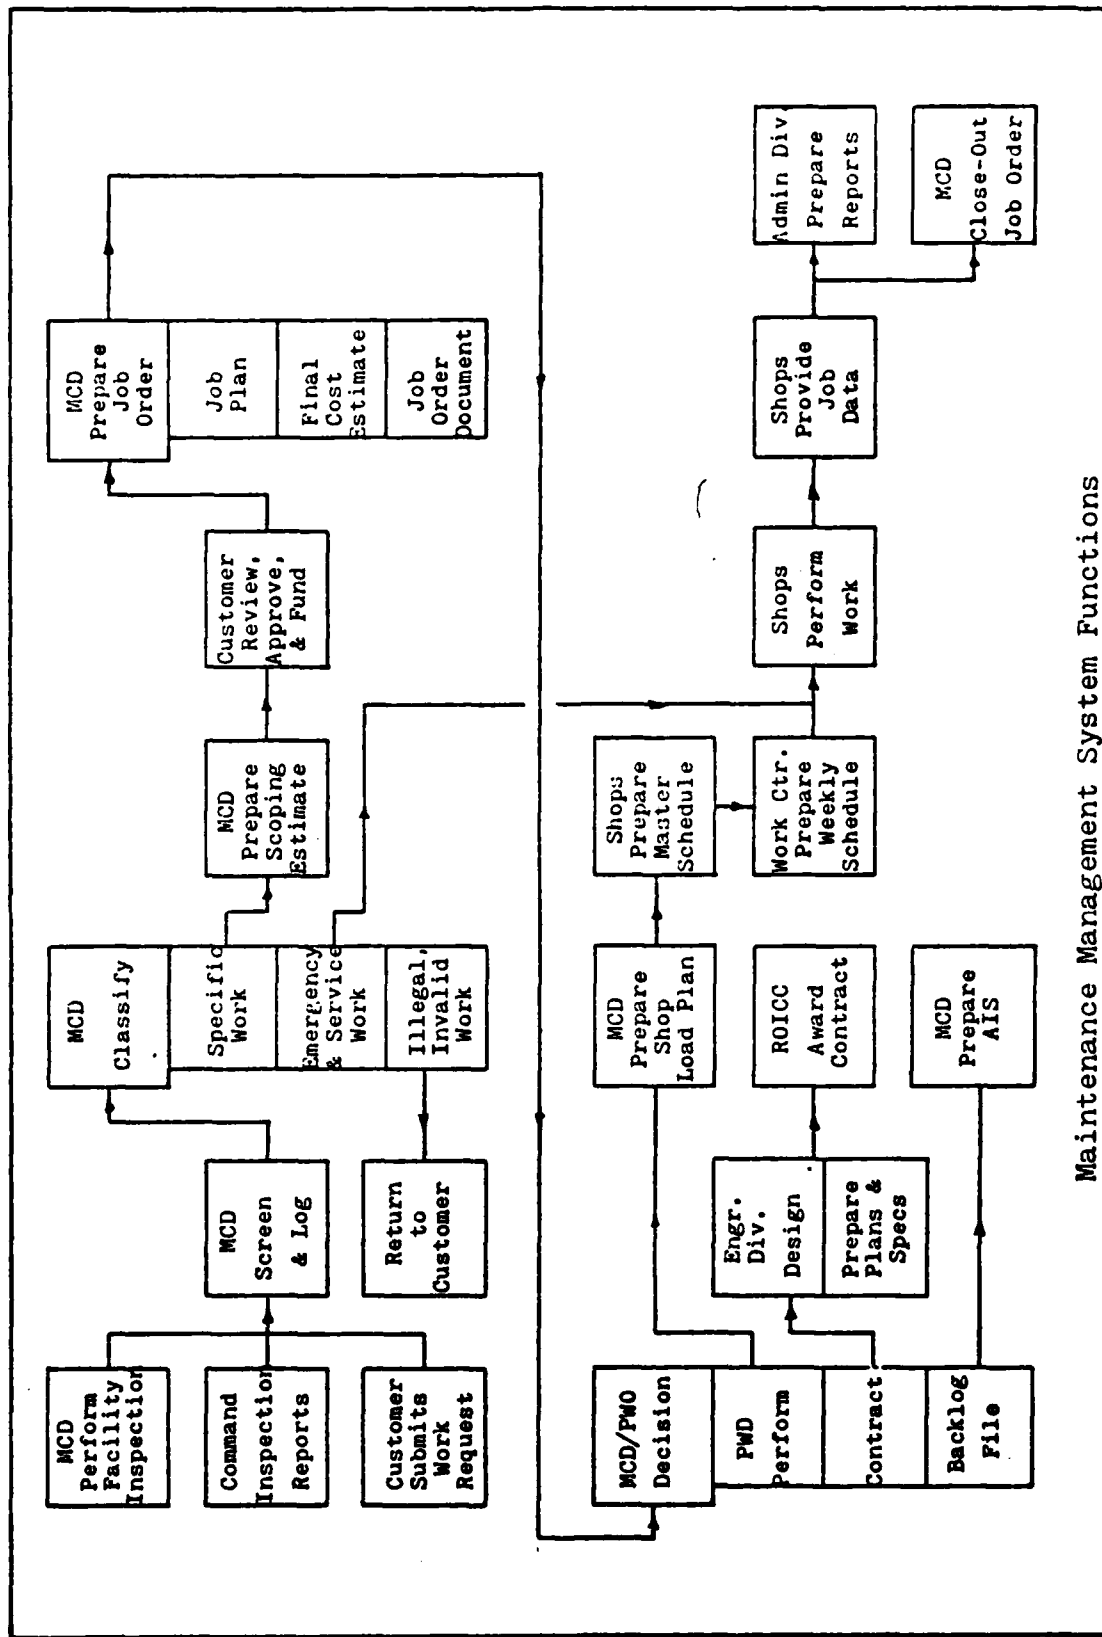 MCD
Perform
Facility
Inspection
Command
Inspection
Reports
Customer
Submits
Work
Request
MCD
Screen
& Log
Return
to
Customer
MCD
Classify
Specific
Work
Emergency
& Service
Work
Illegal,
Invalid
Work
MCD
Prepare
Scoping
Estimate
Customer
Review,
Approve,
& Fund
MCD
Prepare
Job
Order
Job
Plan
Final
Cost
Estimate
Job
Order
Document
MCD/PWO
Decision
PWD
Perform
Contract
Backlog
File
Engr.
Div.
Design
Prepare
Plans &
Specs
MCD
Prepare
Shop
Load Plan
ROICC
Award
Contract
MCD
Prepare
AIS
Shops
Prepare
Master
Schedule
Work Ctr.
Prepare
Weekly
Schedule
Shops
Perform
Work
Shops
Provide
Job
Data
Admin Div.
Prepare
Reports
MCD
Close-Out
Job Order
Maintenance Management System Functions